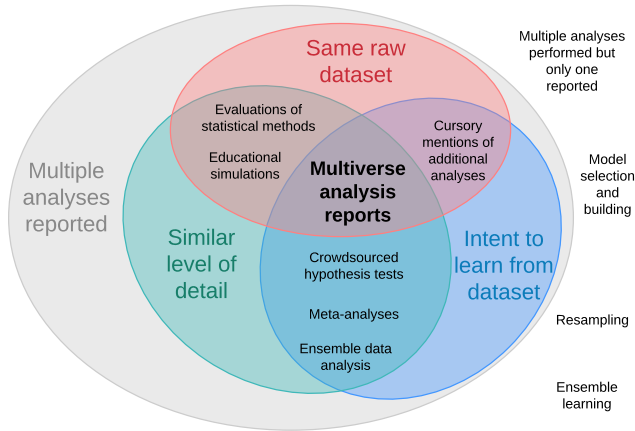 Same raw
dataset
Multiple analyses
performed but
only one
reported
Evaluations of
statistical methods
Educational
simulations
Cursory
mentions of
additional
analyses
Multiple
analyses
reported
Multiverse
analysis
reports
Model
selection
and
building
Similar
level of
detail
Intent to
learn from
dataset
Crowdsourced
hypothesis tests
Meta-analyses
Ensemble data
analysis
Resampling
Ensemble
learning